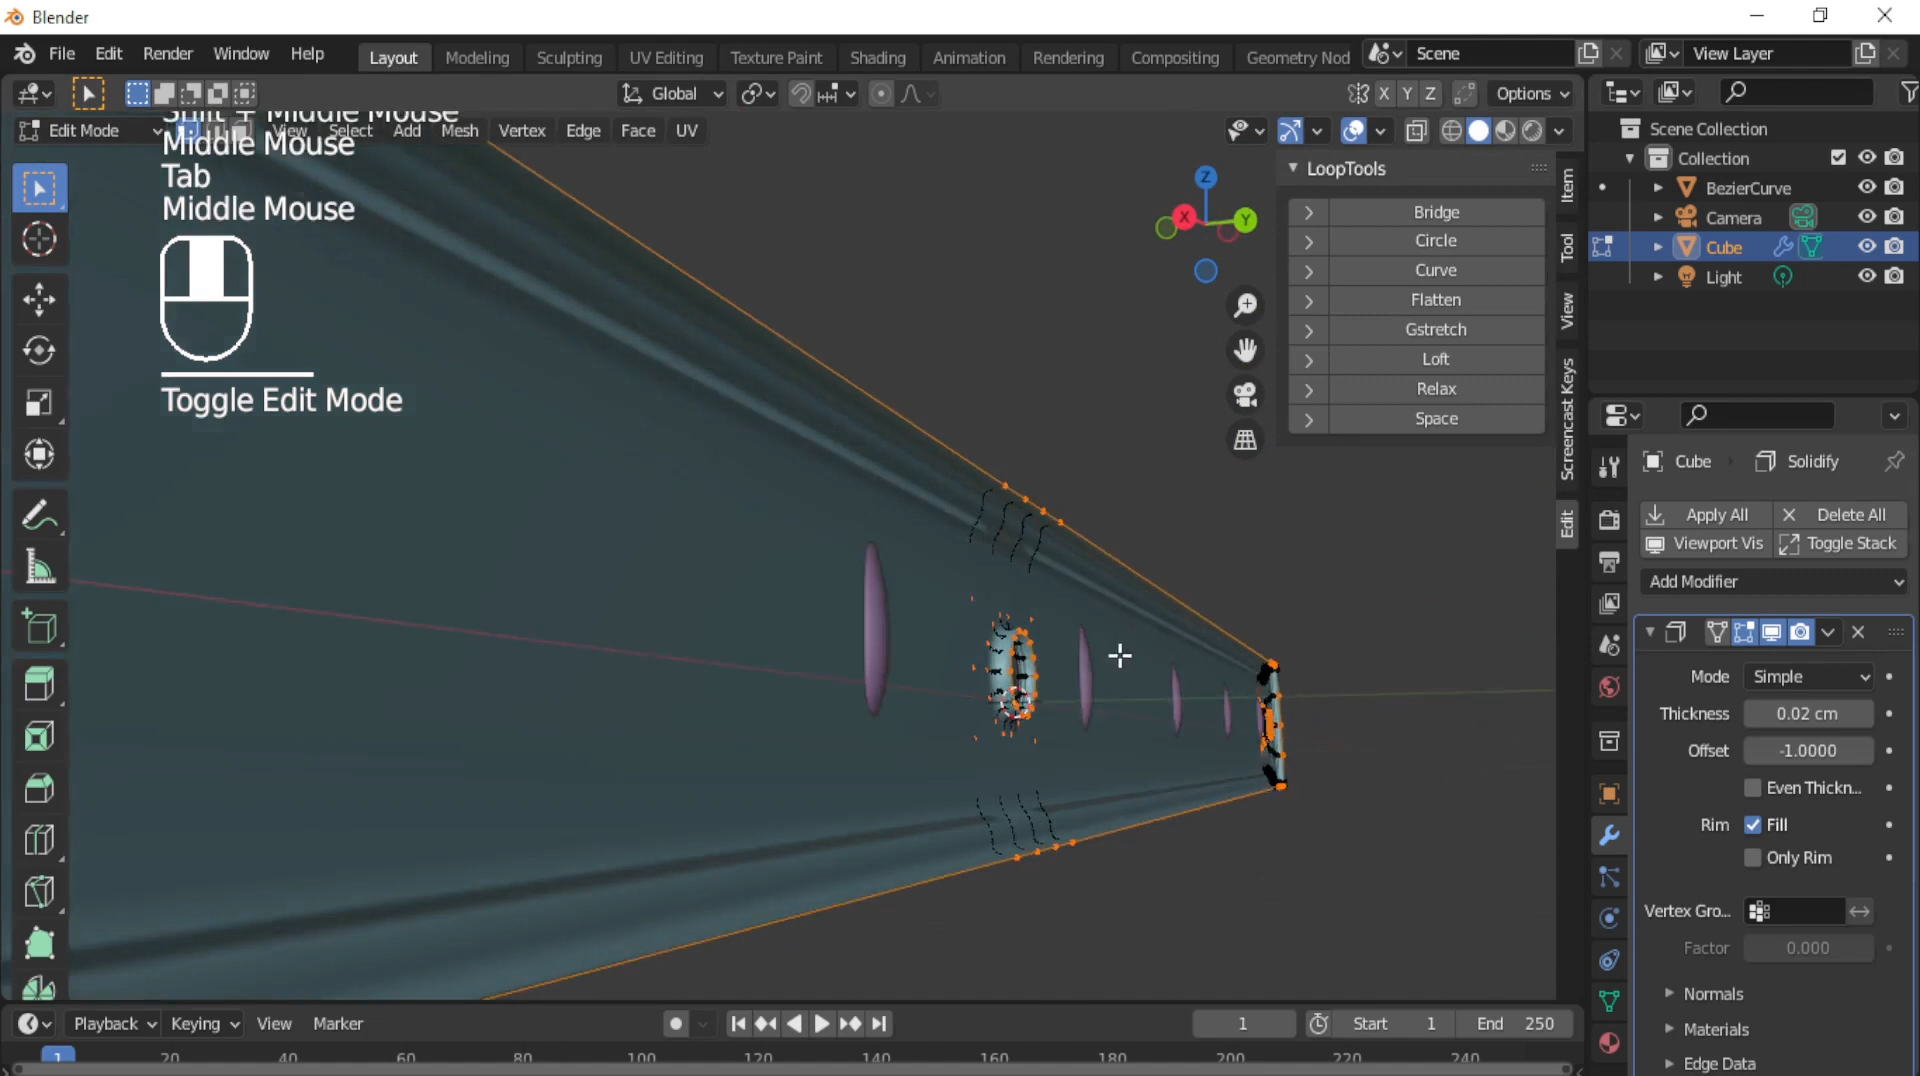 Blender
File Edit Render Window Help
Layout Modeling Sculpting UV Editing Texture Paint Shading Animation Rendering Compositing Geometry Nod
Scene
View Layer
Global
X Y Z
Options
Edit Mode
View Select Add Mesh Vertex Edge Face UV
Shift + Middle Mouse
Middle Mouse
Tab
Middle Mouse
Toggle Edit Mode
Z
X
Y
LoopTools
Bridge
Circle
Curve
Flatten
Gstretch
Loft
Relax
Space
Item
Tool
View
Screencast Keys
Edit
Scene Collection
Collection
BezierCurve
Camera
Cube
Light
Cube Solidify
Apply All Delete All
Viewport Vis Toggle Stack
Add Modifier
Mode Simple
Thickness 0.02 cm
Offset -1.0000
Even Thickn...
Rim Fill
Only Rim
Vertex Gro...
Factor 0.000
Normals
Materials
Edge Data
Playback Keying View Marker
1 Start 1 End 250
1 20 40 60 80 100 120 140 160 180 200 220 240